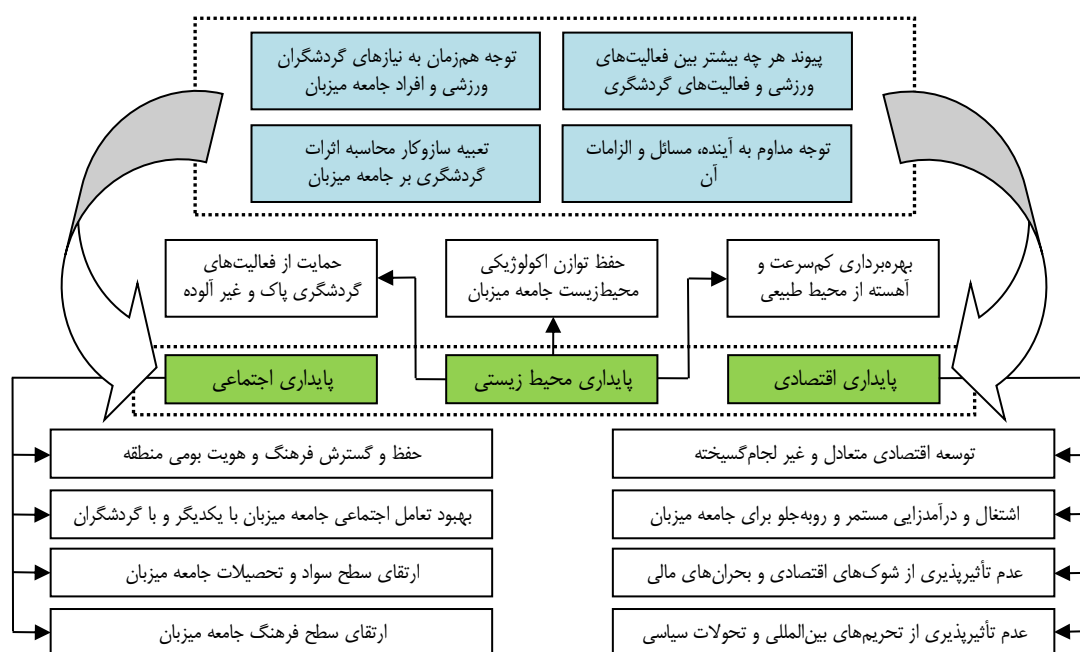 پیوند هر چه بیشتر بین فعالیت‌های
ورزشی و فعالیت‌های گردشگری
توجه هم‌زمان به نیازهای گردشگران
ورزشی و افراد جامعه میزبان
توجه مداوم به آینده، مسائل و الزامات
آن
تعبیه سازوکار محاسبه اثرات
گردشگری بر جامعه میزبان
بهره‌برداری کم‌سرعت و
آهسته از محیط طبیعی
حفظ توازن اکولوژیکی
محیط‌زیست جامعه میزبان
حمایت از فعالیت‌های
گردشگری پاک و غیر آلوده
پایداری اقتصادی
پایداری محیط زیستی
پایداری اجتماعی
توسعه اقتصادی متعادل و غیر لجام‌گسیخته
اشتغال و درآمدزایی مستمر و روبه‌جلو برای جامعه میزبان
عدم تأثیرپذیری از شوک‌های اقتصادی و بحران‌های مالی
عدم تأثیرپذیری از تحریم‌های بین‌المللی و تحولات سیاسی
حفظ و گسترش فرهنگ و هویت بومی منطقه
بهبود تعامل اجتماعی جامعه میزبان با یکدیگر و با گردشگران
ارتقای سطح سواد و تحصیلات جامعه میزبان
ارتقای سطح فرهنگ جامعه میزبان